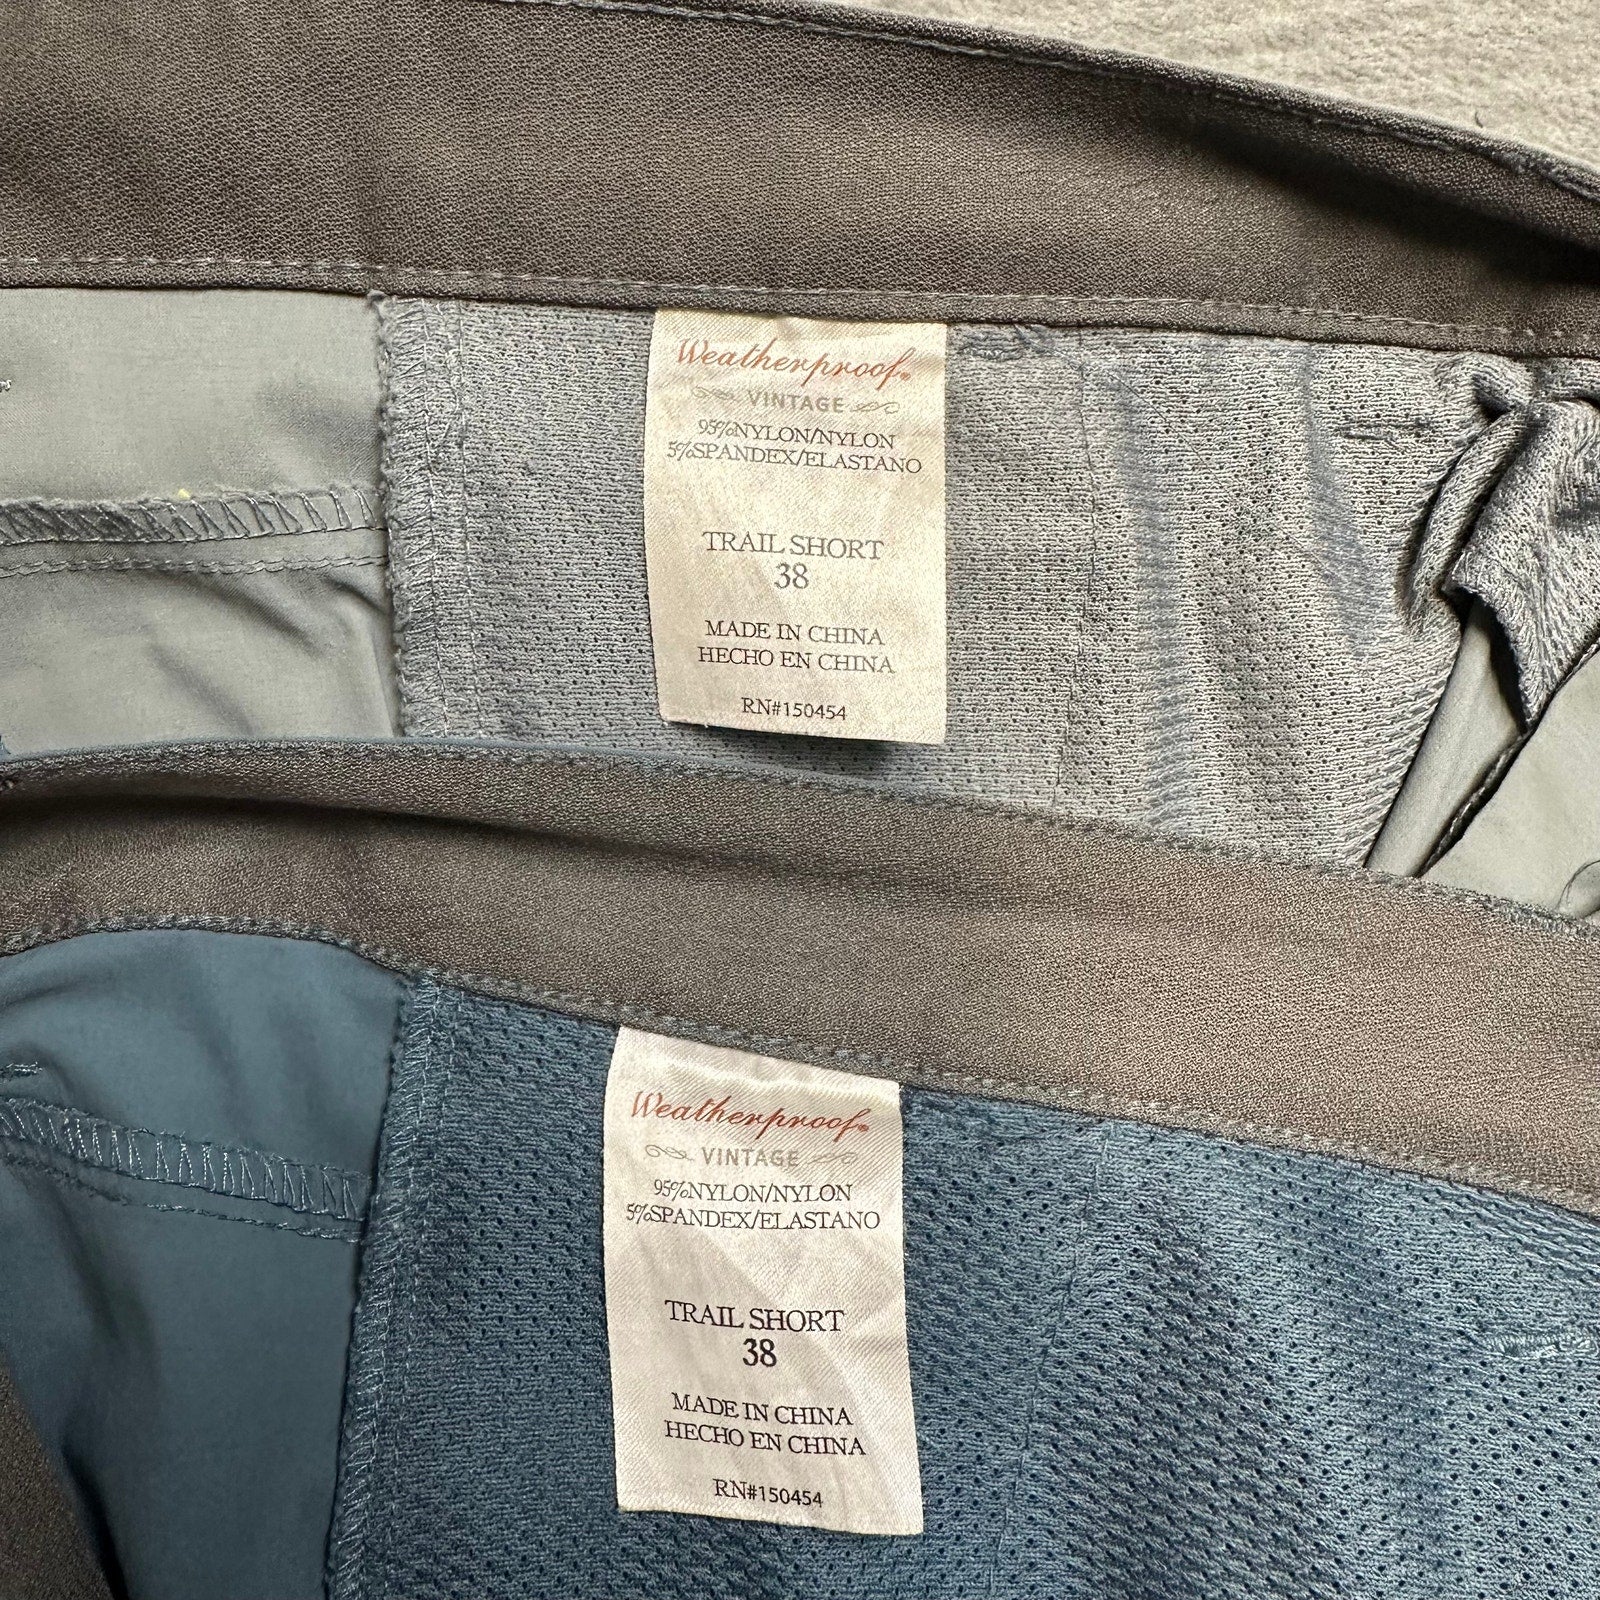 Weatherproof®
VINTAGE
95%NYLON/NYLON
5%SPANDEX/ELASTANO
TRAIL SHORT
38
MADE IN CHINA
HECHO EN CHINA
RN#150454
Weatherproof®
VINTAGE
95%NYLON/NYLON
5%SPANDEX/ELASTANO
TRAIL SHORT
38
MADE IN CHINA
HECHO EN CHINA
RN#150454